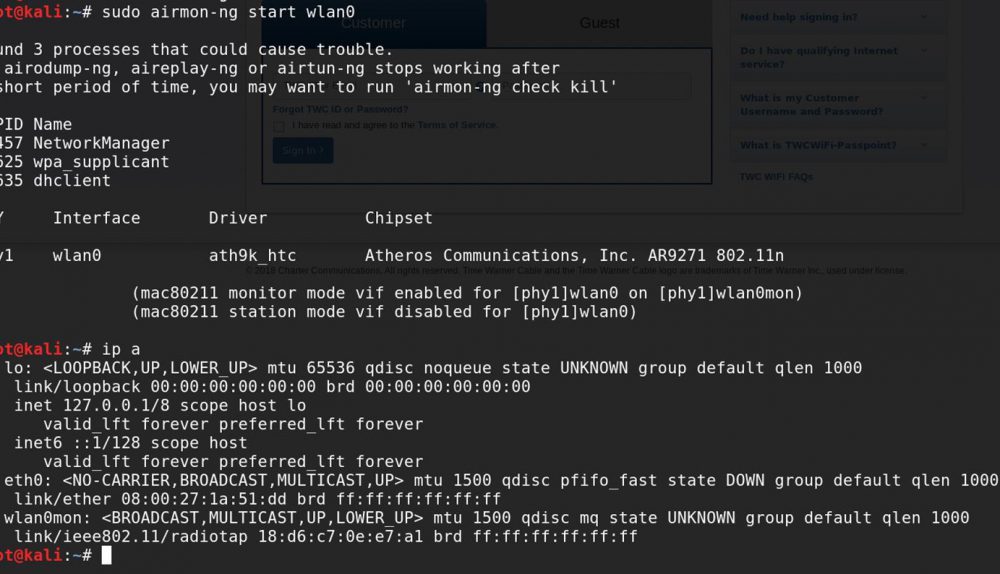 ot@kali:~# sudo airmon-ng start wlan0
Customer
Guest
Need help signing in?
und 3 processes that could cause trouble.
Do I have qualifying Internet
service?
airodump-ng, aireplay-ng or airtun-ng stops working after
short period of time, you may want to run 'airmon-ng check kill'
What is my Customer
Username and Password?
Forgot TWC ID or Password?
I have read and agree to the Terms of Service.
PID Name
457 NetworkManager
What is TWCWiFi-Passpoint?
Sign In
625 wpa_supplicant
635 dhclient
TWC WiFi FAQs
Y Interface Driver Chipset
y1 wlan0 ath9k_htc Atheros Communications, Inc. AR9271 802.11n
© 2018 Charter Communications. All rights reserved. Time Warner Cable and the Time Warner Cable logo are trademarks of Time Warner Inc., used under license.
(mac80211 monitor mode vif enabled for [phy1]wlan0 on [phy1]wlan0mon)
(mac80211 station mode vif disabled for [phy1]wlan0)
ot@kali:~# ip a
lo: <LOOPBACK,UP,LOWER_UP> mtu 65536 qdisc noqueue state UNKNOWN group default qlen 1000
link/loopback 00:00:00:00:00:00 brd 00:00:00:00:00:00
inet 127.0.0.1/8 scope host lo
valid_lft forever preferred_lft forever
inet6 ::1/128 scope host
valid_lft forever preferred_lft forever
eth0: <NO-CARRIER,BROADCAST,MULTICAST,UP> mtu 1500 qdisc pfifo_fast state DOWN group default qlen 1000
link/ether 08:00:27:1a:51:dd brd ff:ff:ff:ff:ff:ff
wlan0mon: <BROADCAST,MULTICAST,UP,LOWER_UP> mtu 1500 qdisc mq state UNKNOWN group default qlen 1000
link/ieee802.11/radiotap 18:d6:c7:0e:e7:a1 brd ff:ff:ff:ff:ff:ff
ot@kali:~#